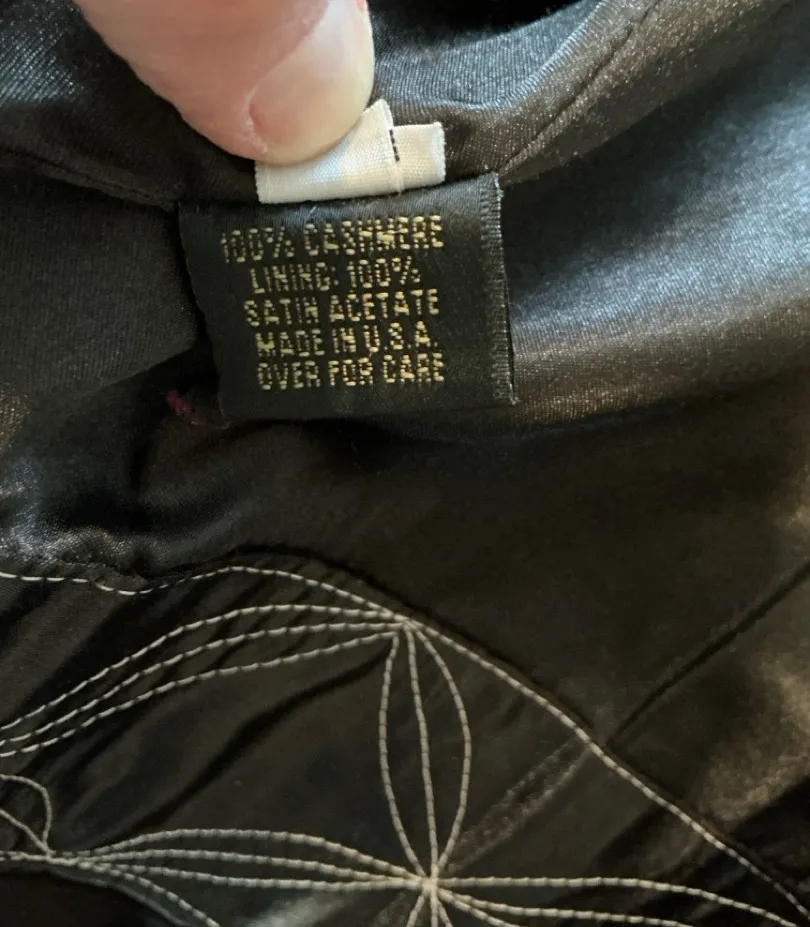 100% CASHMERE
LINING: 100%
SATIN ACETATE
MADE IN U.S.A.
OVER FOR CARE